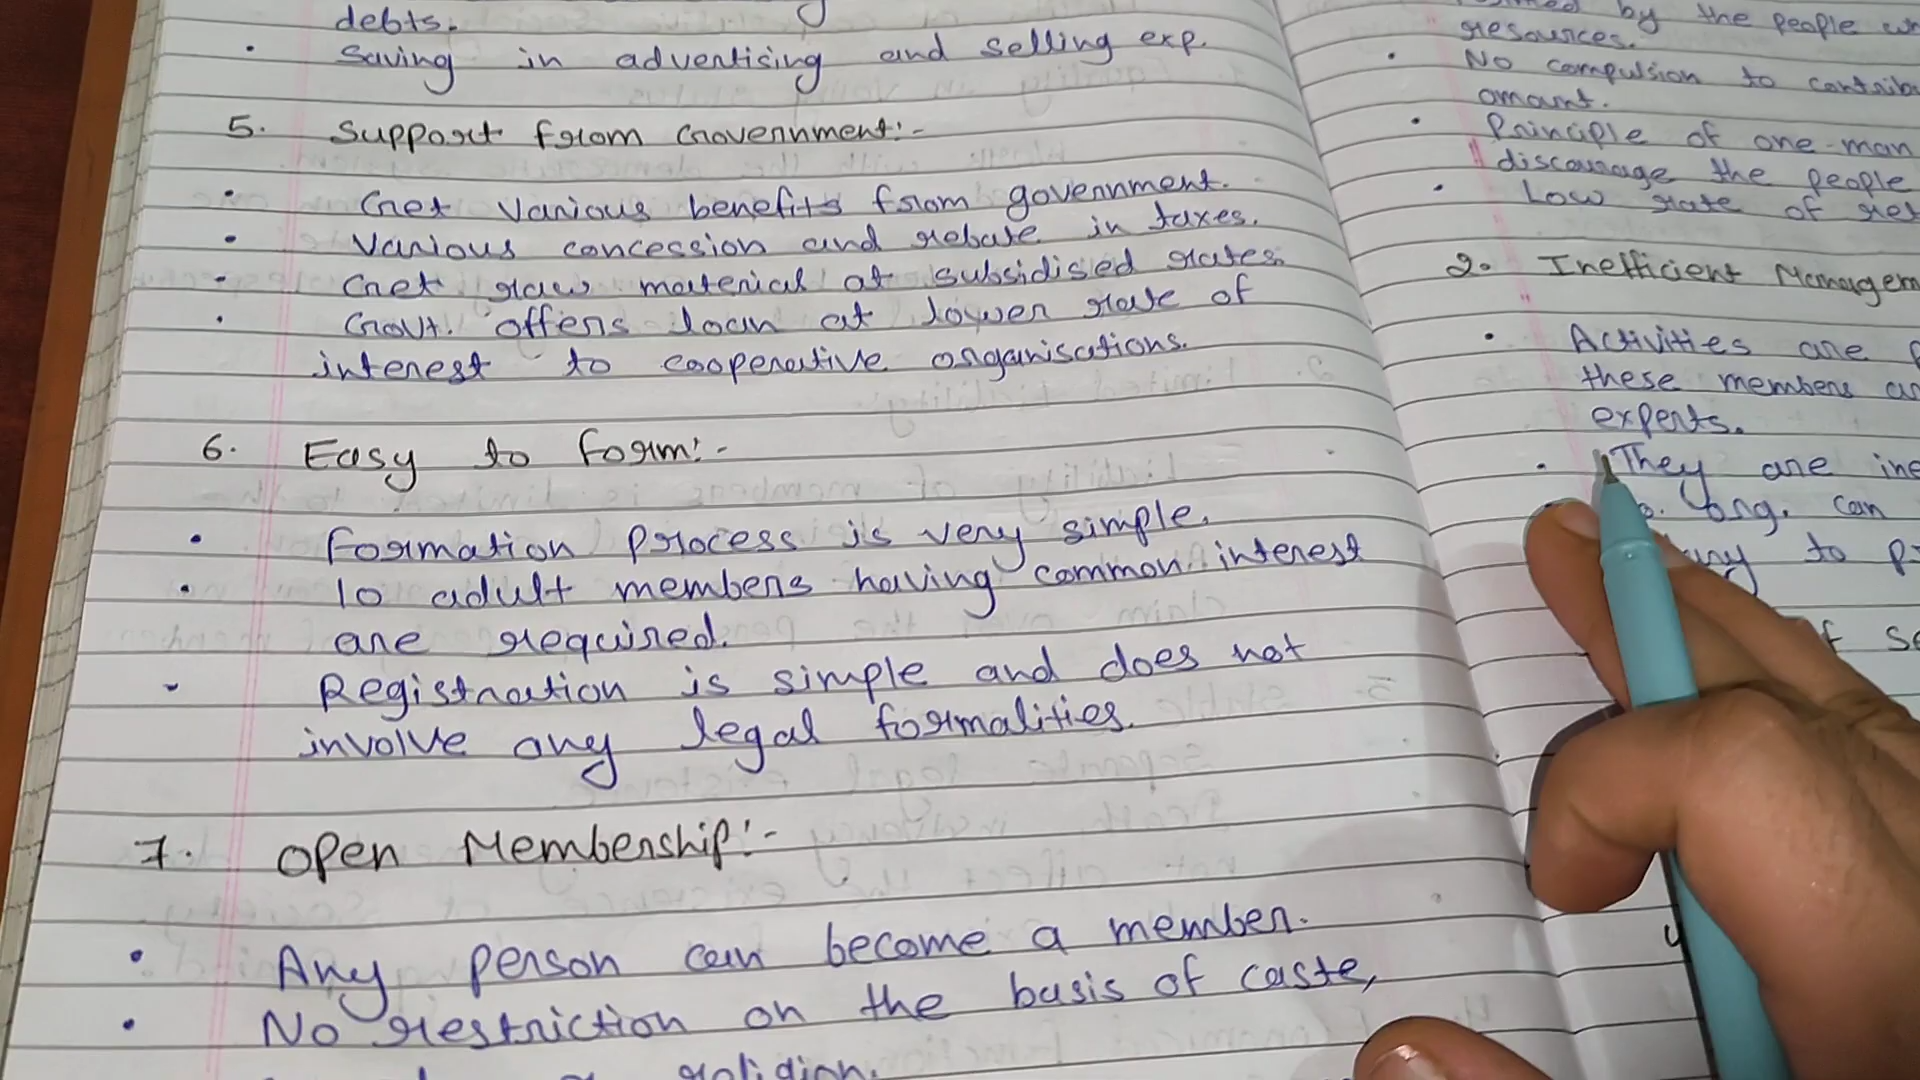 debts.
• Saving in advertising and selling exp.
5. Support from Government:-
• Get various benefits from government.
• Various concession and rebate in taxes.
• Get raw material at subsidised rates.
• Govt. offers loan at lower rate of
interest to cooperative organisations.
6. Easy to form:-
• Formation process is very simple.
• 10 adult members having common interest
are required.
• Registration is simple and does not
involve any legal formalities.
7. Open Membership:-
• Any person can become a member.
• No restriction on the basis of caste,
religion.
by the people
resources.
• No compulsion to
amount.
• Principle of one-man
discourage the people
• Low rate of
2. Inefficient
• Activities are
these members
experts.
• They are
org. can
to